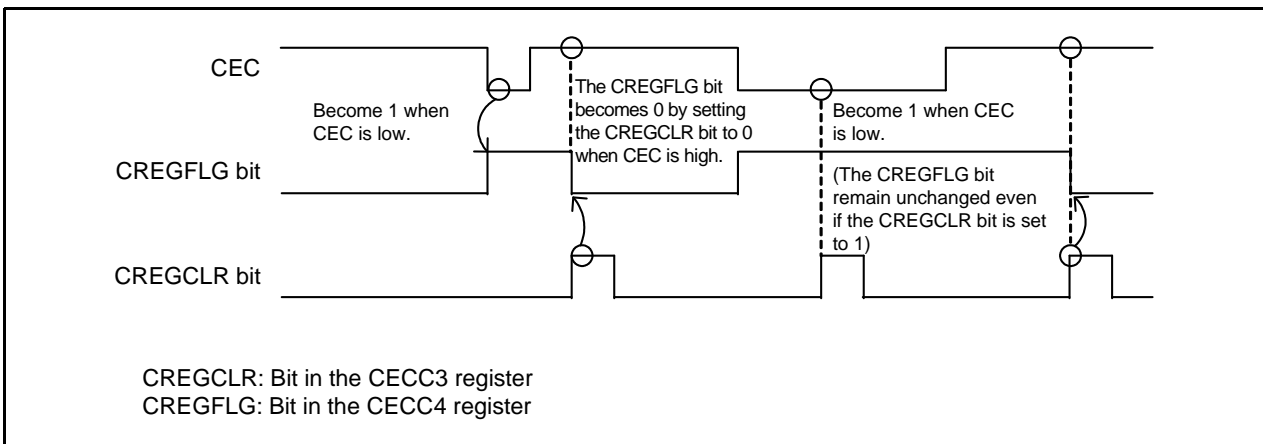 CEC
Become 1 when
CEC is low.
The CREGFLG bit
becomes 0 by setting
the CREGCLR bit to 0
when CEC is high.
Become 1 when CEC
is low.
CREGFLG bit
(The CREGFLG bit
remain unchanged even
if the CREGCLR bit is set
to 1)
CREGCLR bit
CREGCLR: Bit in the CECC3 register
CREGFLG: Bit in the CECC4 register